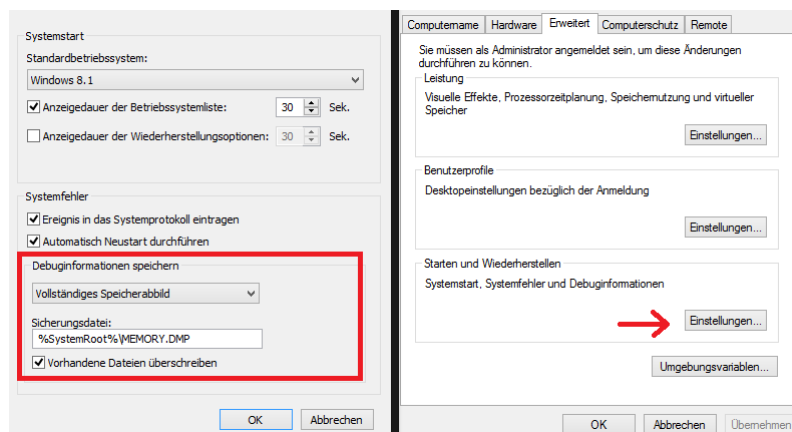 Systemstart
Standardbetriebssystem:
Windows 8.1
Anzeigedauer der Betriebssystemliste: 30 Sek.
Anzeigedauer der Wiederherstellungsoptionen: 30 Sek.
Systemfehler
Ereignis in das Systemprotokoll eintragen
Automatisch Neustart durchführen
Debuginformationen speichern
Vollständiges Speicherabbild
Sicherungsdatei:
%SystemRoot%\MEMORY.DMP
Vorhandene Dateien überschreiben
OK Abbrechen
Computername Hardware Erweitert Computerschutz Remote
Sie müssen als Administrator angemeldet sein, um diese Änderungen
durchführen zu können.
Leistung
Visuelle Effekte, Prozessorzeitplanung, Speichernutzung und virtueller
Speicher
Einstellungen...
Benutzerprofile
Desktopeinstellungen bezüglich der Anmeldung
Einstellungen...
Starten und Wiederherstellen
Systemstart, Systemfehler und Debuginformationen
Einstellungen...
Umgebungsvariablen...
OK Abbrechen Übernehmen